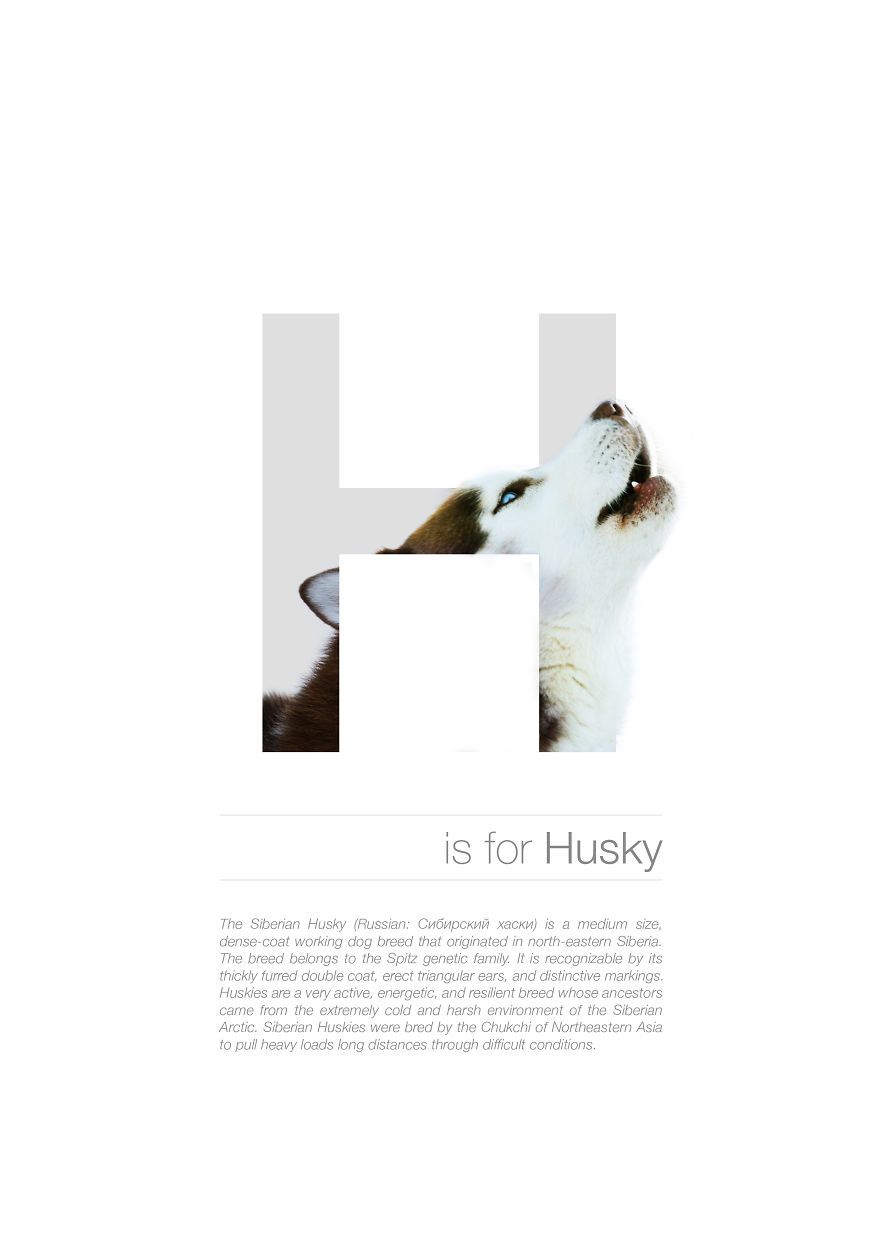 H
is for Husky
The Siberian Husky (Russian: Сибирский хаски) is a medium size,
dense-coat working dog breed that originated in north-eastern Siberia.
The breed belongs to the Spitz genetic family. It is recognizable by its
thickly furred double coat, erect triangular ears, and distinctive markings.
Huskies are a very active, energetic, and resilient breed whose ancestors
came from the extremely cold and harsh environment of the Siberian
Arctic. Siberian Huskies were bred by the Chukchi of Northeastern Asia
to pull heavy loads long distances through difficult conditions.